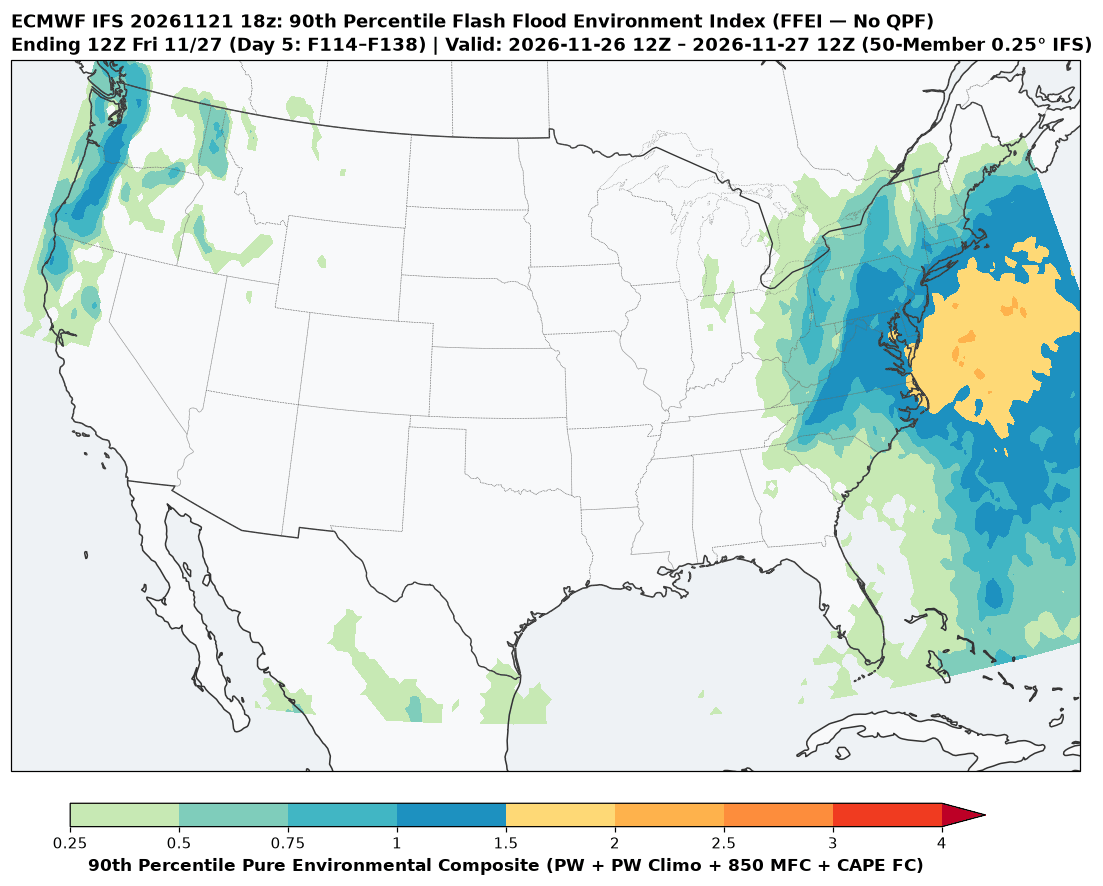 ECMWF IFS 20261121 18z: 90th Percentile Flash Flood Environment Index (FFEI — No QPF)
Ending 12Z Fri 11/27 (Day 5: F114–F138) | Valid: 2026-11-26 12Z – 2026-11-27 12Z (50-Member 0.25° IFS)
0.25 0.5 0.75 1 1.5 2 2.5 3 4
90th Percentile Pure Environmental Composite (PW + PW Climo + 850 MFC + CAPE FC)